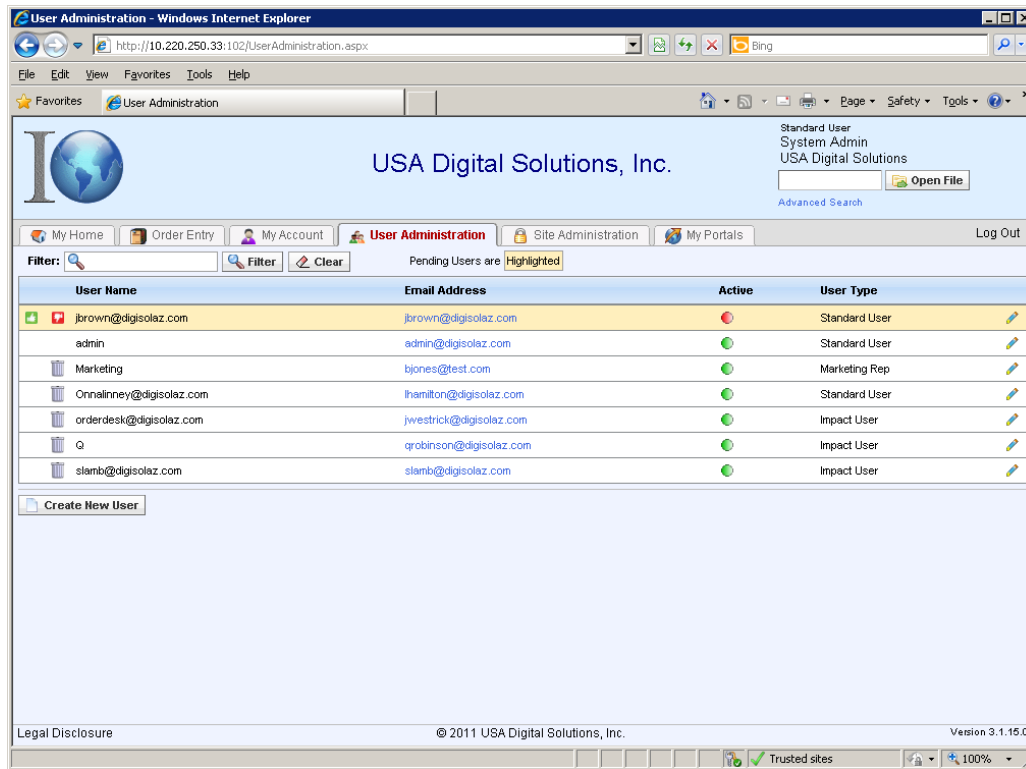 User Administration - Windows Internet Explorer
http://10.220.250.33:102/UserAdministration.aspx
Bing
File Edit View Favorites Tools Help
Favorites User Administration Page Safety Tools
USA Digital Solutions, Inc.
Standard User
System Admin
USA Digital Solutions
Open File
Advanced Search
My Home Order Entry My Account User Administration Site Administration My Portals Log Out
Filter: Filter Clear Pending Users are Highlighted
User Name Email Address Active User Type
jbrown@digisolaz.com jbrown@digisolaz.com Standard User
admin admin@digisolaz.com Standard User
Marketing bjones@test.com Marketing Rep
Onnalinney@digisolaz.com lhamilton@digisolaz.com Standard User
orderdesk@digisolaz.com jwestrick@digisolaz.com Impact User
Q qrobinson@digisolaz.com Impact User
slamb@digisolaz.com slamb@digisolaz.com Impact User
Create New User
Legal Disclosure © 2011 USA Digital Solutions, Inc. Version 3.1.15.0
Trusted sites 100%